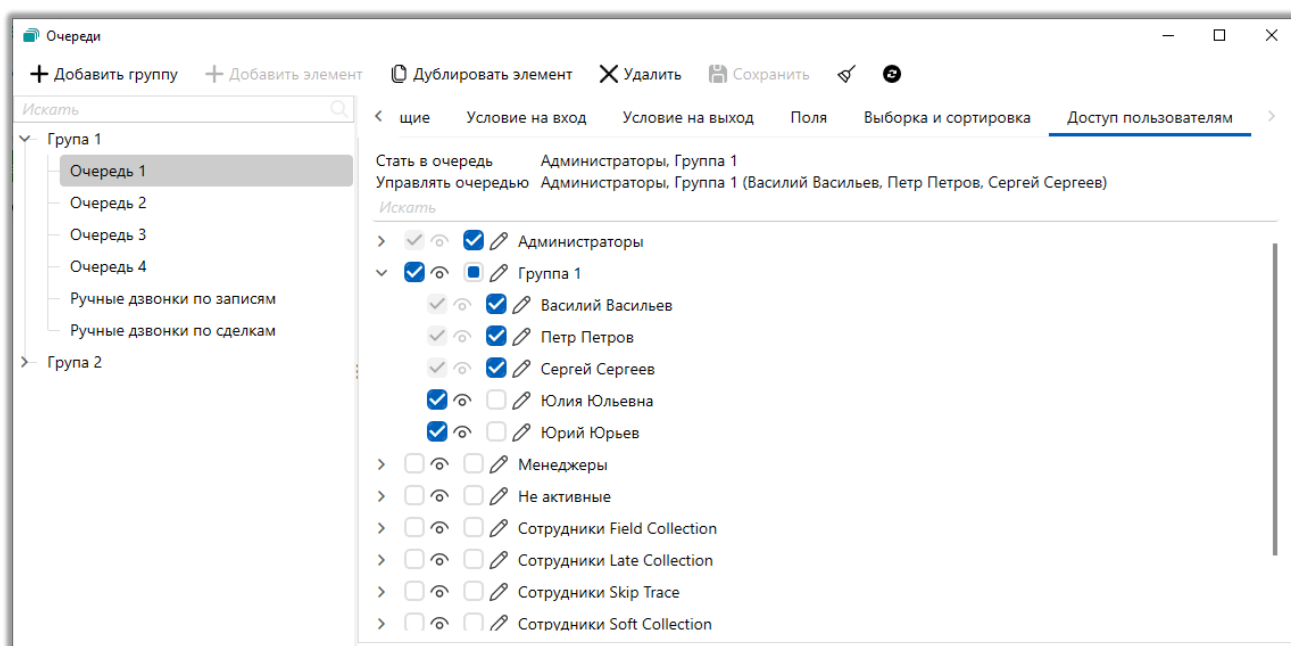 Очереди
Добавить группу Добавить элемент Дублировать элемент Удалить Сохранить
Искать
щие Условие на вход Условие на выход Поля Выборка и сортировка Доступ пользователям
Група 1
Очередь 1
Очередь 2
Очередь 3
Очередь 4
Ручные дзвонки по записям
Ручные дзвонки по сделкам
Група 2
Стать в очередь Администраторы, Группа 1
Управлять очередью Администраторы, Группа 1 (Василий Васильев, Петр Петров, Сергей Сергеев)
Искать
Администраторы
Группа 1
Василий Васильев
Петр Петров
Сергей Сергеев
Юлия Юльевна
Юрий Юрьев
Менеджеры
Не активные
Сотрудники Field Collection
Сотрудники Late Collection
Сотрудники Skip Trace
Сотрудники Soft Collection